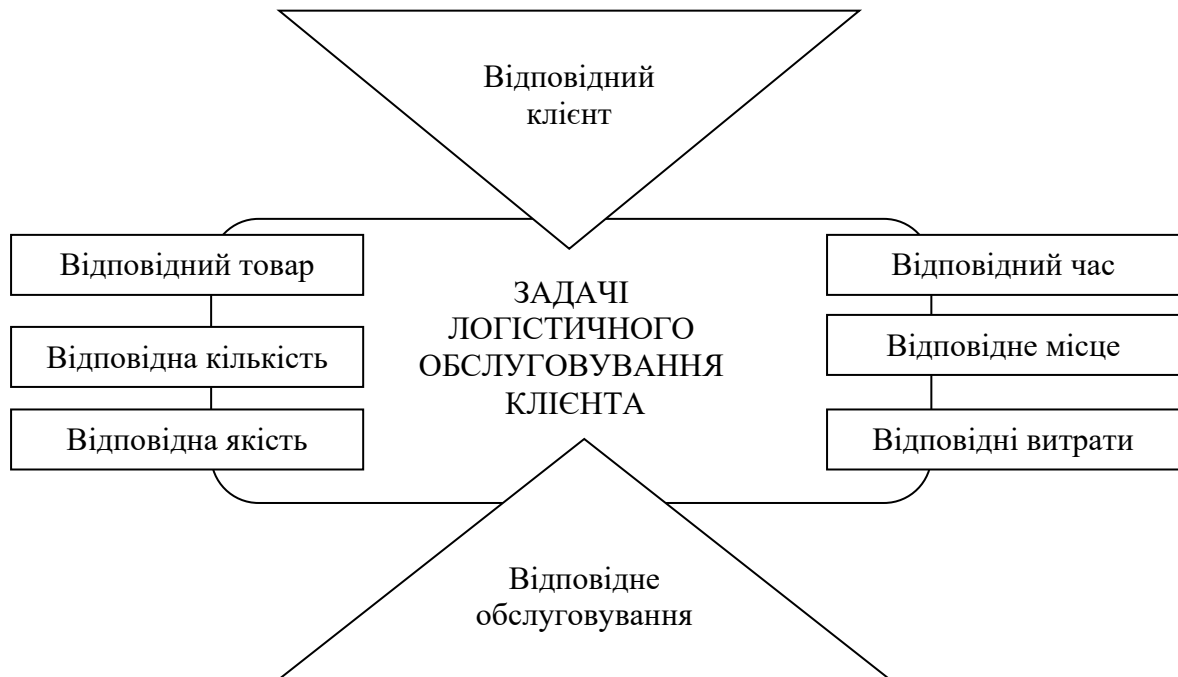 Відповідний
клієнт
Відповідний товар
Відповідна кількість
Відповідна якість
ЗАДАЧІ
ЛОГІСТИЧНОГО
ОБСЛУГОВУВАННЯ
КЛІЄНТА
Відповідний час
Відповідне місце
Відповідні витрати
Відповідне
обслуговування